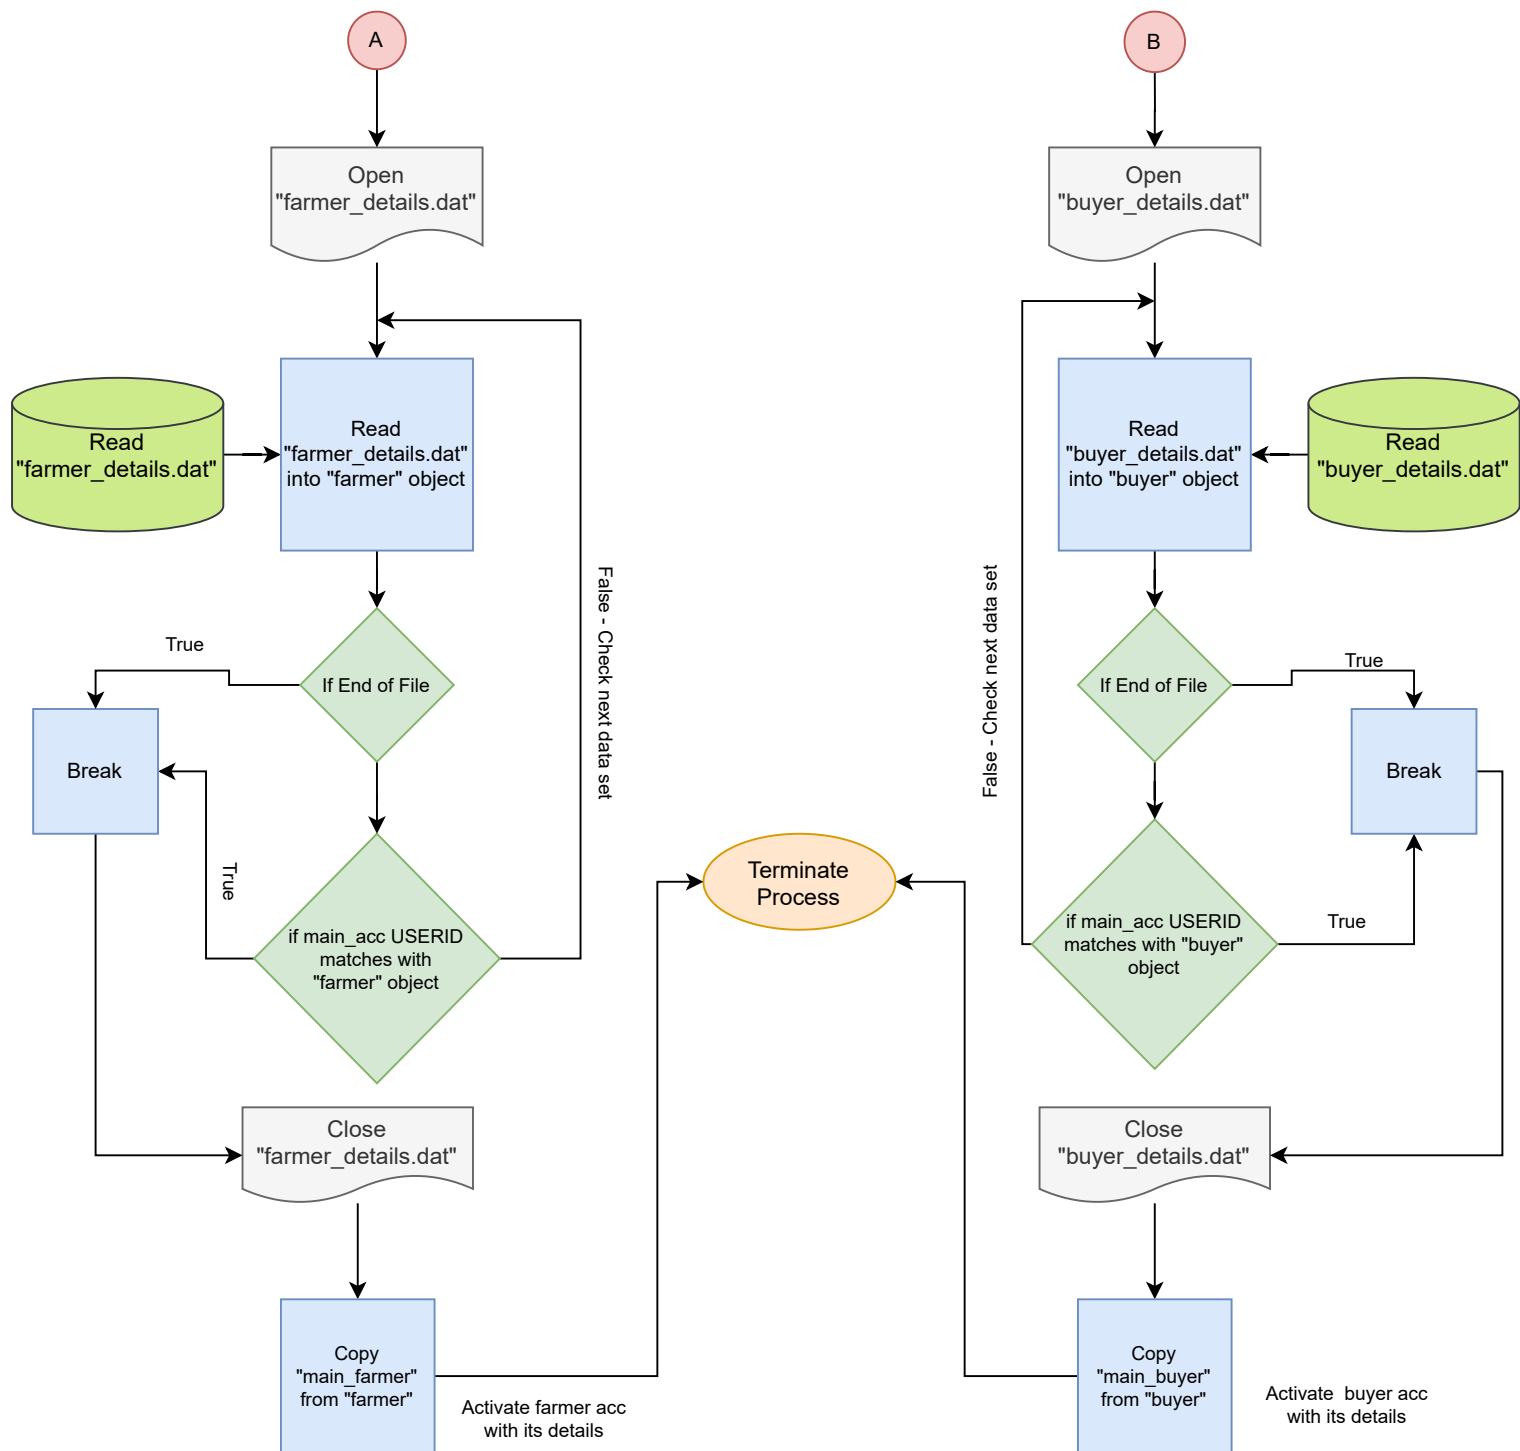 A
Open
"farmer_details.dat"
Read
"farmer_details.dat"
Read
"farmer_details.dat"
into "farmer" object
False - Check next data set
True
If End of File
Break
True
if main_acc USERID
matches with
"farmer" object
Close
"farmer_details.dat"
Copy
"main_farmer"
from "farmer"
Activate farmer acc
with its details
Terminate
Process
B
Open
"buyer_details.dat"
Read
"buyer_details.dat"
into "buyer" object
Read
"buyer_details.dat"
False - Check next data set
If End of File
True
Break
if main_acc USERID
matches with "buyer"
object
True
Close
"buyer_details.dat"
Copy
"main_buyer"
from "buyer"
Activate  buyer acc
with its details